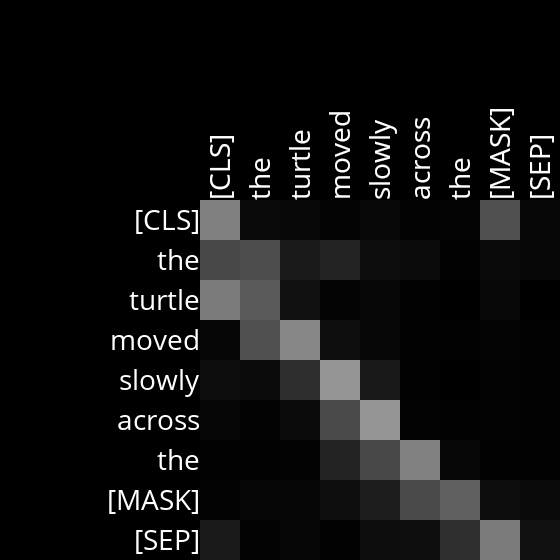 [CLS] the turtle moved slowly across the [MASK] [SEP]
[CLS]
the
turtle
moved
slowly
across
the
[MASK]
[SEP]